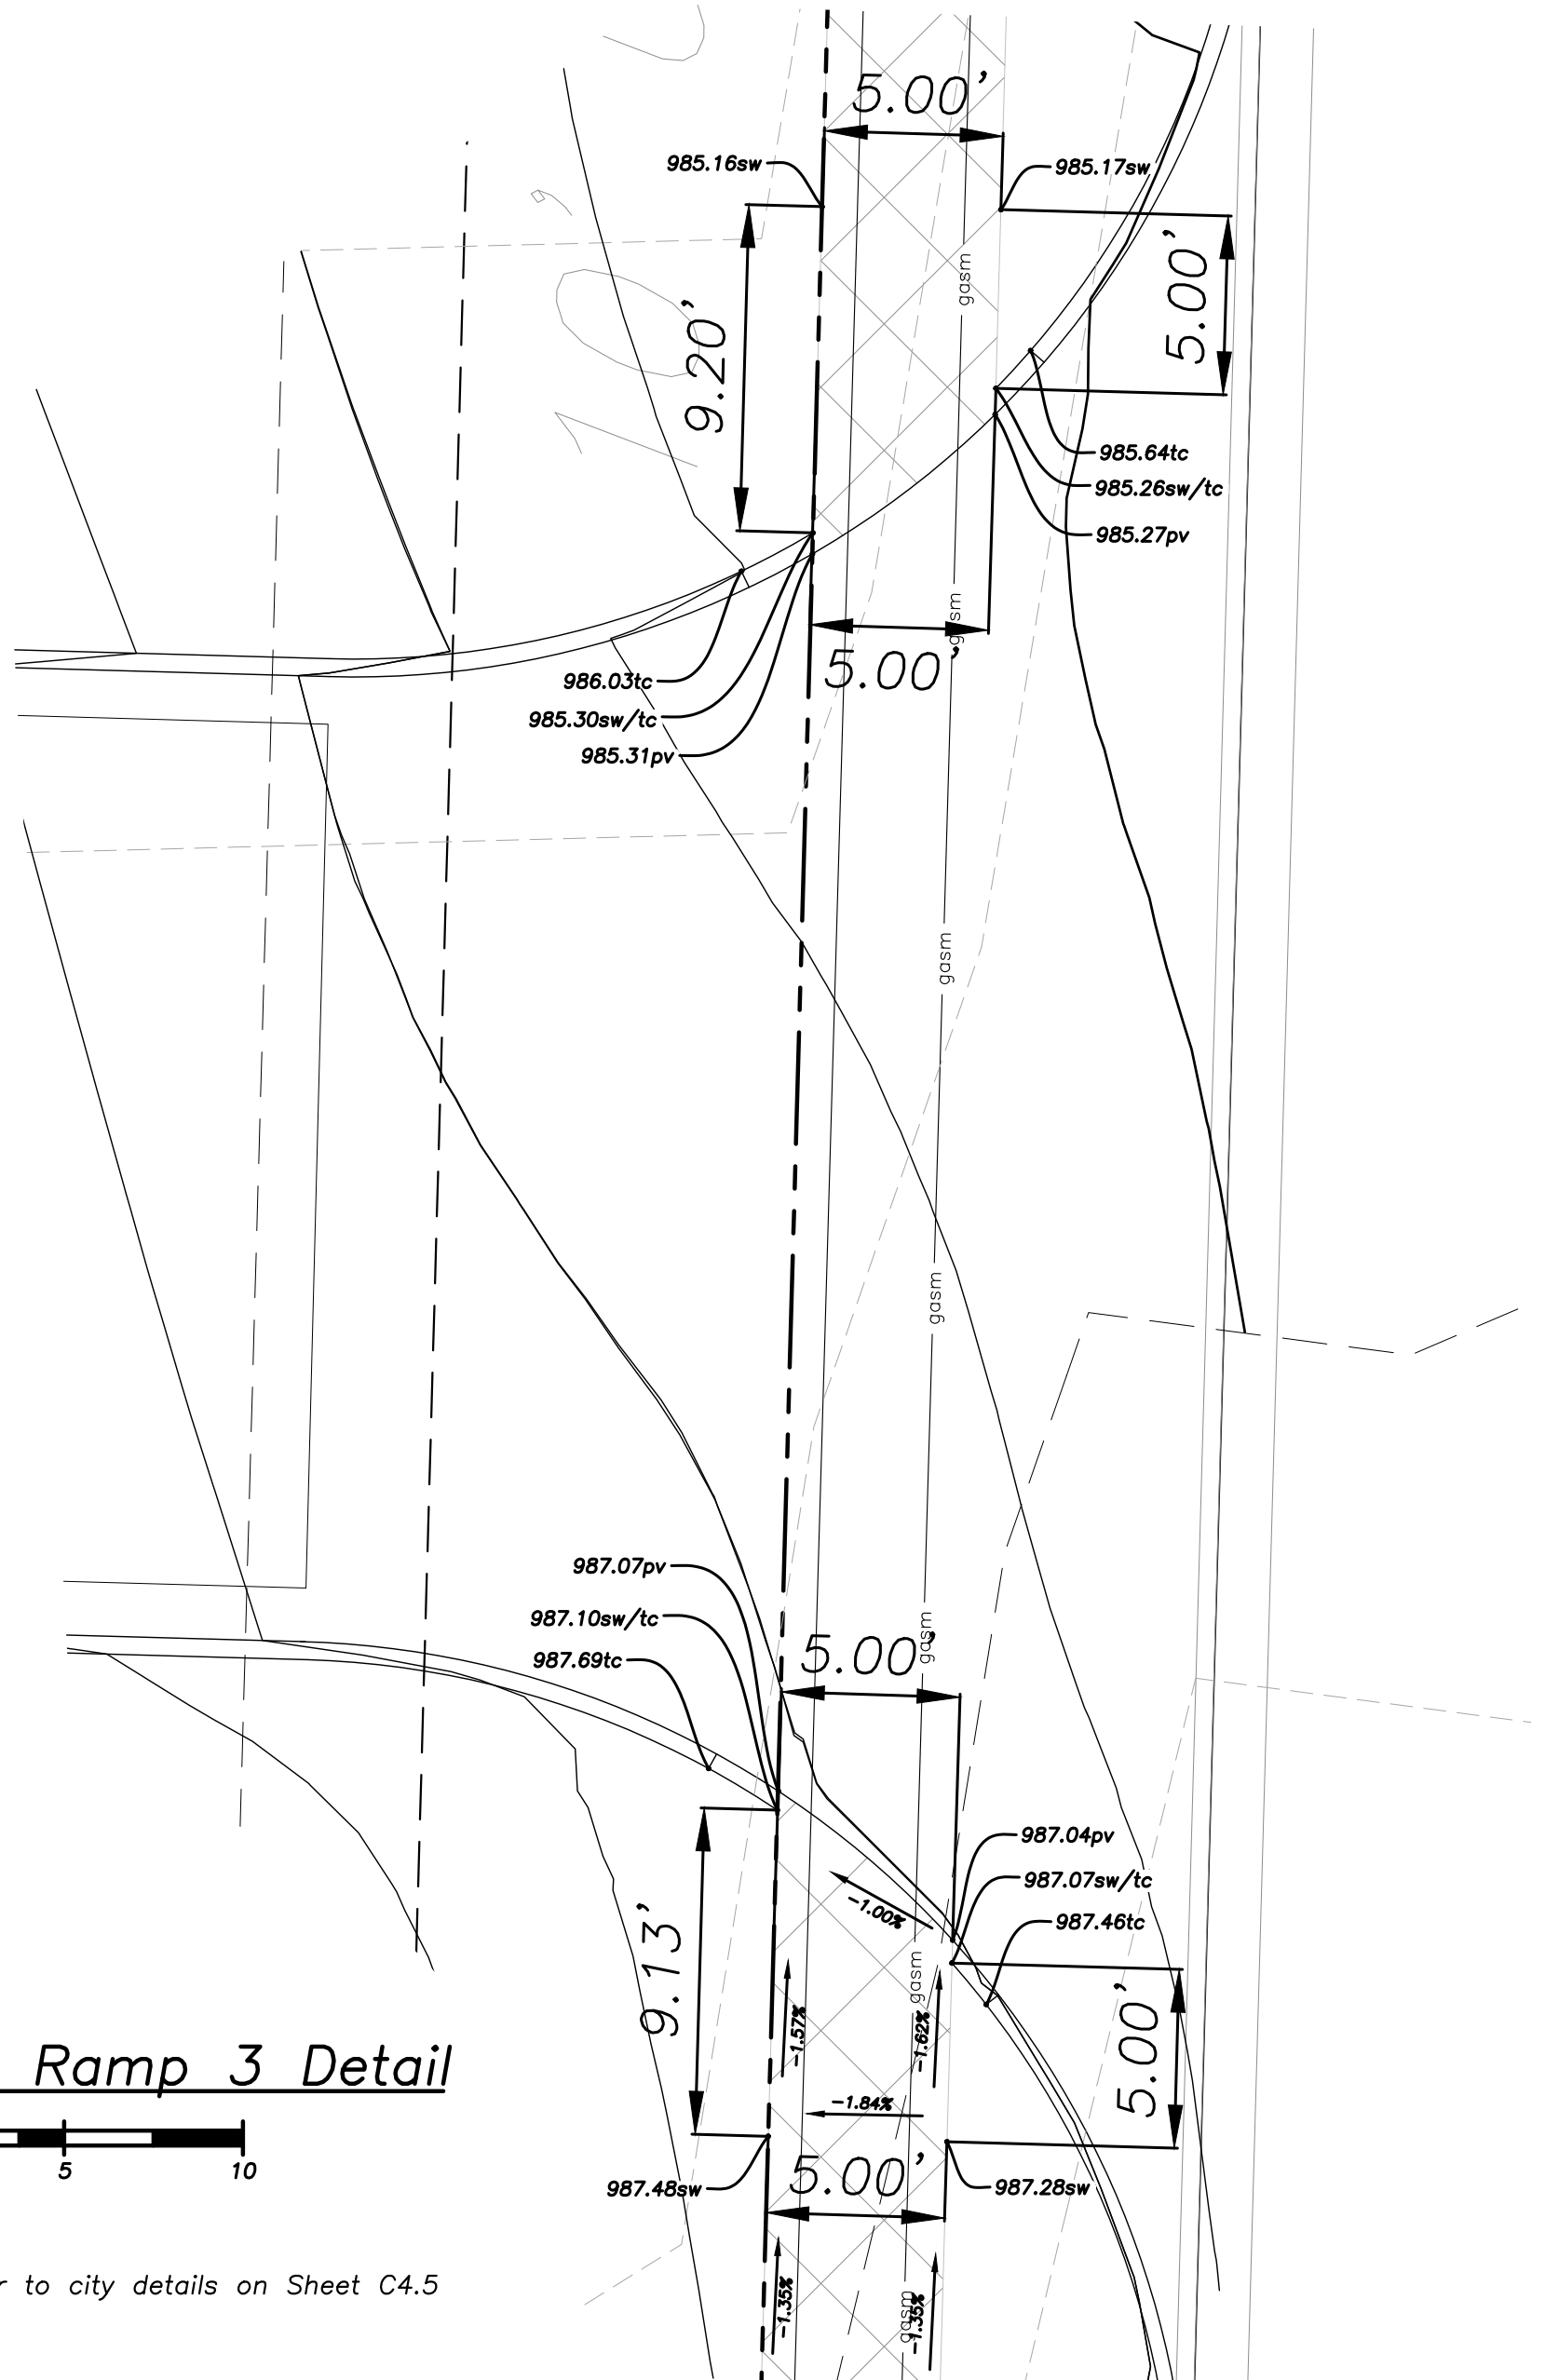 5.00'
985.16sw
985.17sw
gasm
9.20'
5.00'
985.64tc
985.26sw/tc
985.27pv
gasm
5.00'
986.03tc
985.30sw/tc
985.31pv
gasm
gasm
987.07pv
987.10sw/tc
987.69tc
5.00'
gasm
987.04pv
987.07sw/tc
987.46tc
-1.00%
9.13'
gasm
-1.57%
-1.62%
5.00'
-1.84%
Ramp 3 Detail
5 10
987.48sw
5.00'
987.28sw
to city details on Sheet C4.5
-1.35%
gasm
-1.35%